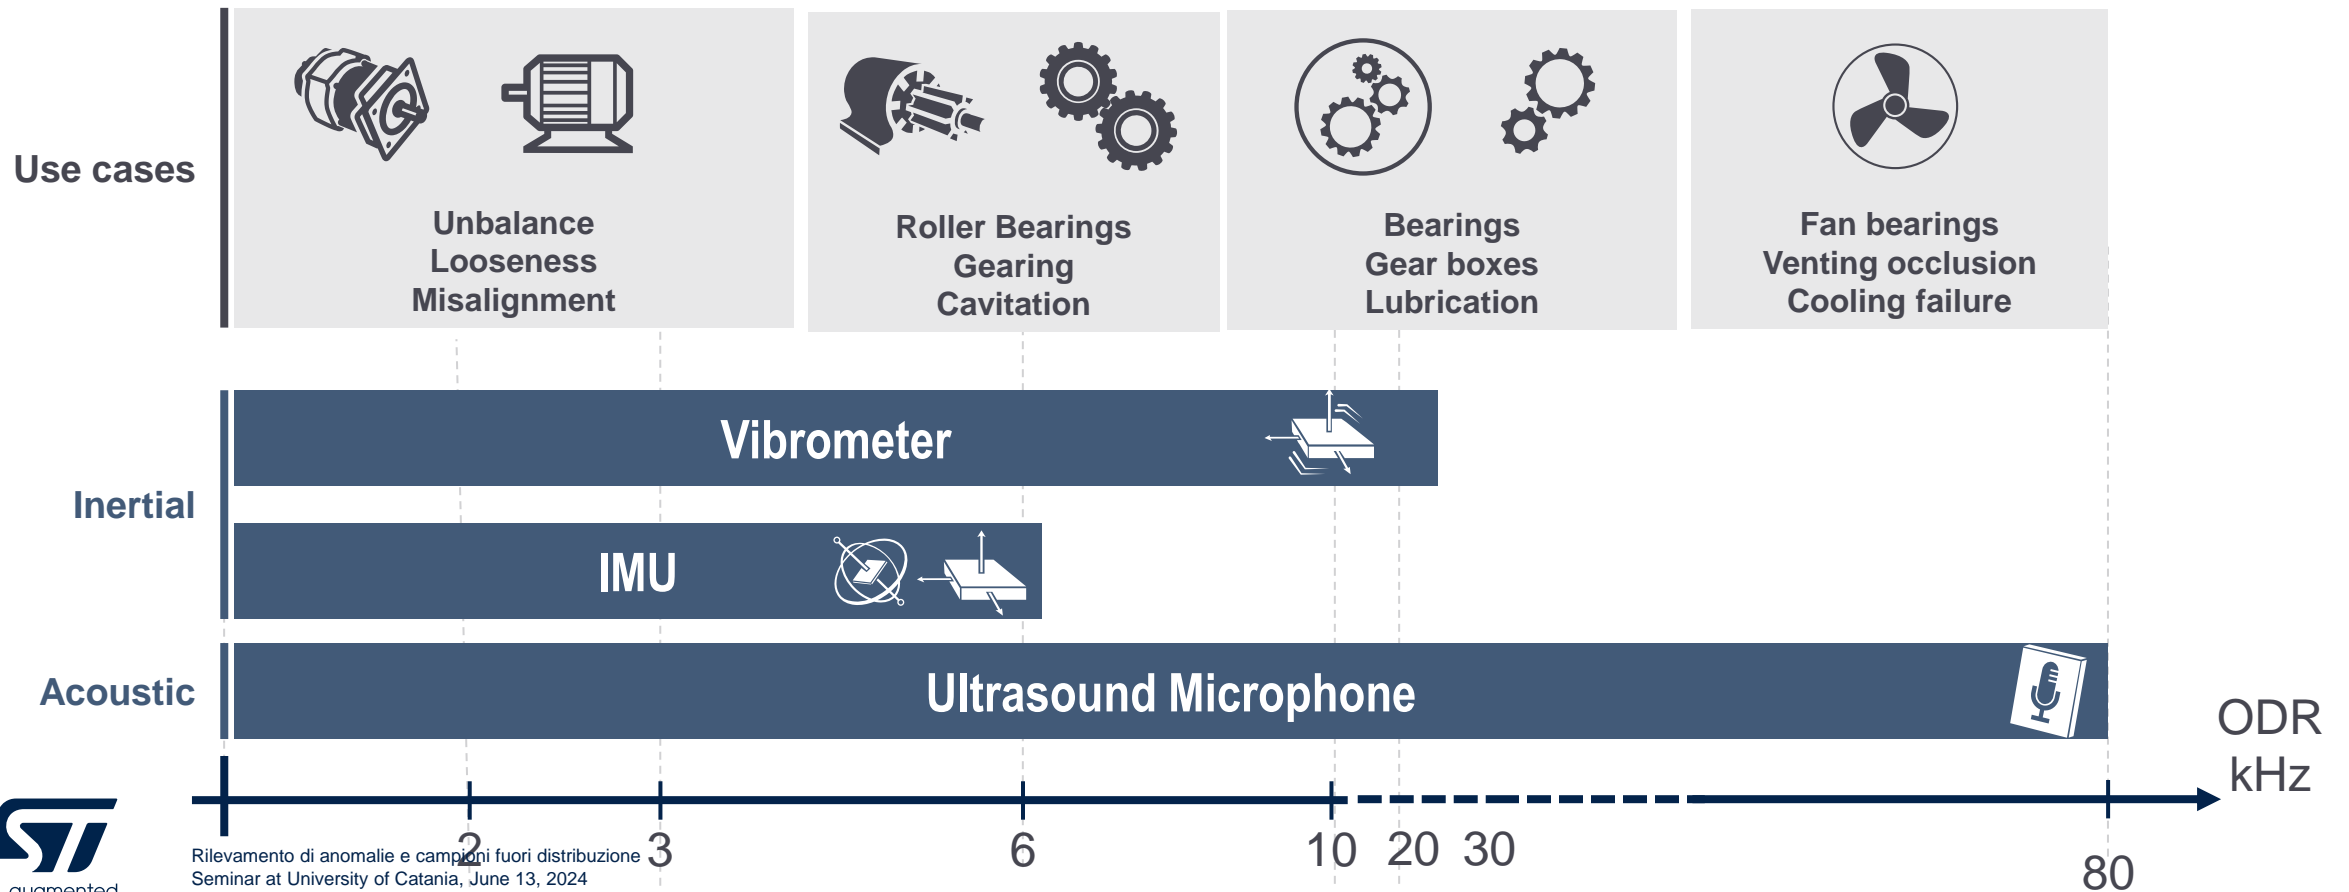 Use cases
Unbalance
Looseness
Misalignment
Roller Bearings
Gearing
Cavitation
Bearings
Gear boxes
Lubrication
Fan bearings
Venting occlusion
Cooling failure
Inertial
Vibrometer
IMU
Acoustic
Ultrasound Microphone
ODR
kHz
2
3
6
10
20
30
80
ST
augmented
Rilevamento di anomalie e campioni fuori distribuzione
Seminar at University of Catania, June 13, 2024